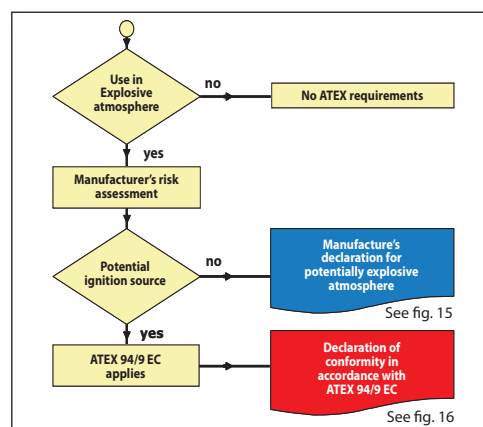 Use in
Explosive
atmosphere
no
No ATEX requirements
yes
Manufacturer's risk
assessment
Potential
ignition source
no
Manufacture's
declaration for
potentially explosive
atmosphere
See fig. 15
yes
ATEX 94/9 EC
applies
Declaration of
conformity in
accordance with
ATEX 94/9 EC
See fig. 16